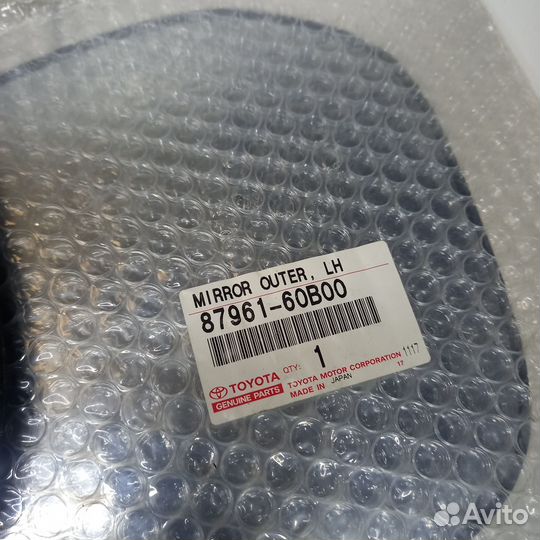 MIRROR OUTER, LH
87961-60B00
TOYOTA
GENUINE PARTS
QTY: 1
TOYOTA MOTOR CORPORATION 1117
MADE IN JAPAN 17
Avito